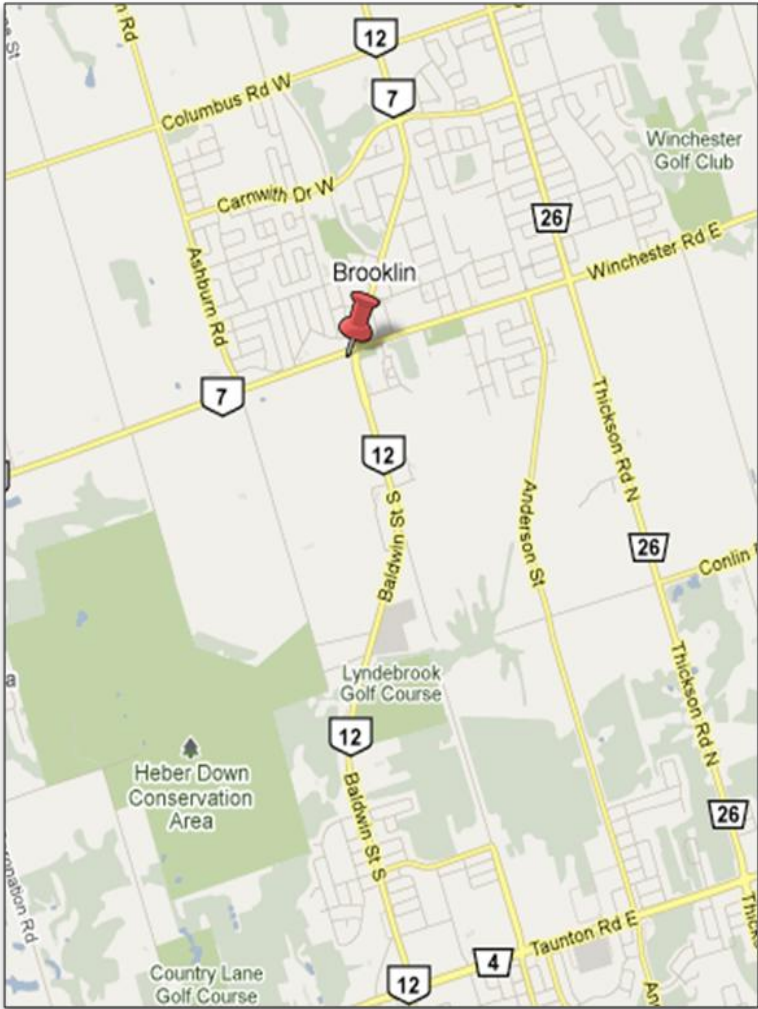 12
7
Columbus Rd W
Winchester
Golf Club
Carnwith Dr W
26
Winchester Rd E
Ashburn Rd
Brooklin
7
12
Thickson Rd N
Baldwin St S
Anderson St
26
Conlin
Lyndebrook
Golf Course
Thickson Rd N
12
Heber Down
Conservation
Area
Baldwin St S
26
Taunton Rd E
4
Country Lane
Golf Course
12